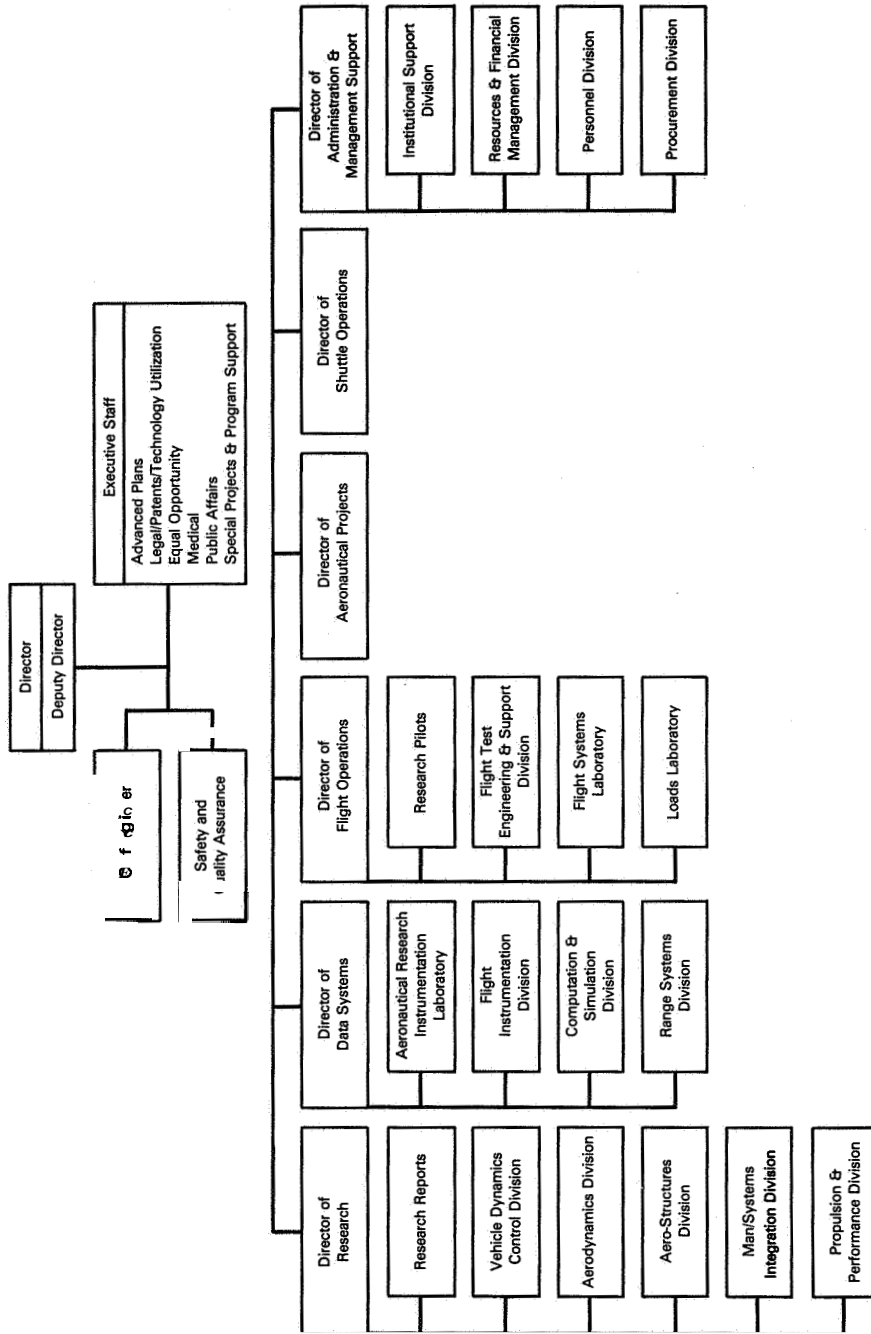 Director
Deputy Director
Executive Staff
Advanced Plans
Legal/Patents/Technology Utilization
Equal Opportunity
Medical
Public Affairs
Special Projects & Program Support
Safety and
Assurance
Director of
Research
Research Reports
Vehicle Dynamics
Control Division
Aerodynamics Division
Aero-Structures
Division
Man/Systems
Integration Division
Propulsion &
Performance Division
Director of
Data Systems
Aeronautical Research
Instrumentation
Laboratory
Flight
Instrumentation
Division
Computation &
Simulation
Division
Range Systems
Division
Director of
Flight Operations
Research Pilots
Flight Test
Engineering & Support
Division
Flight Systems
Laboratory
Loads Laboratory
Director of
Aeronautical Projects
Director of
Shuttle Operations
Director of
Administration &
Management Support
Institutional Support
Division
Resources & Financial
Management Division
Personnel Division
Procurement Division